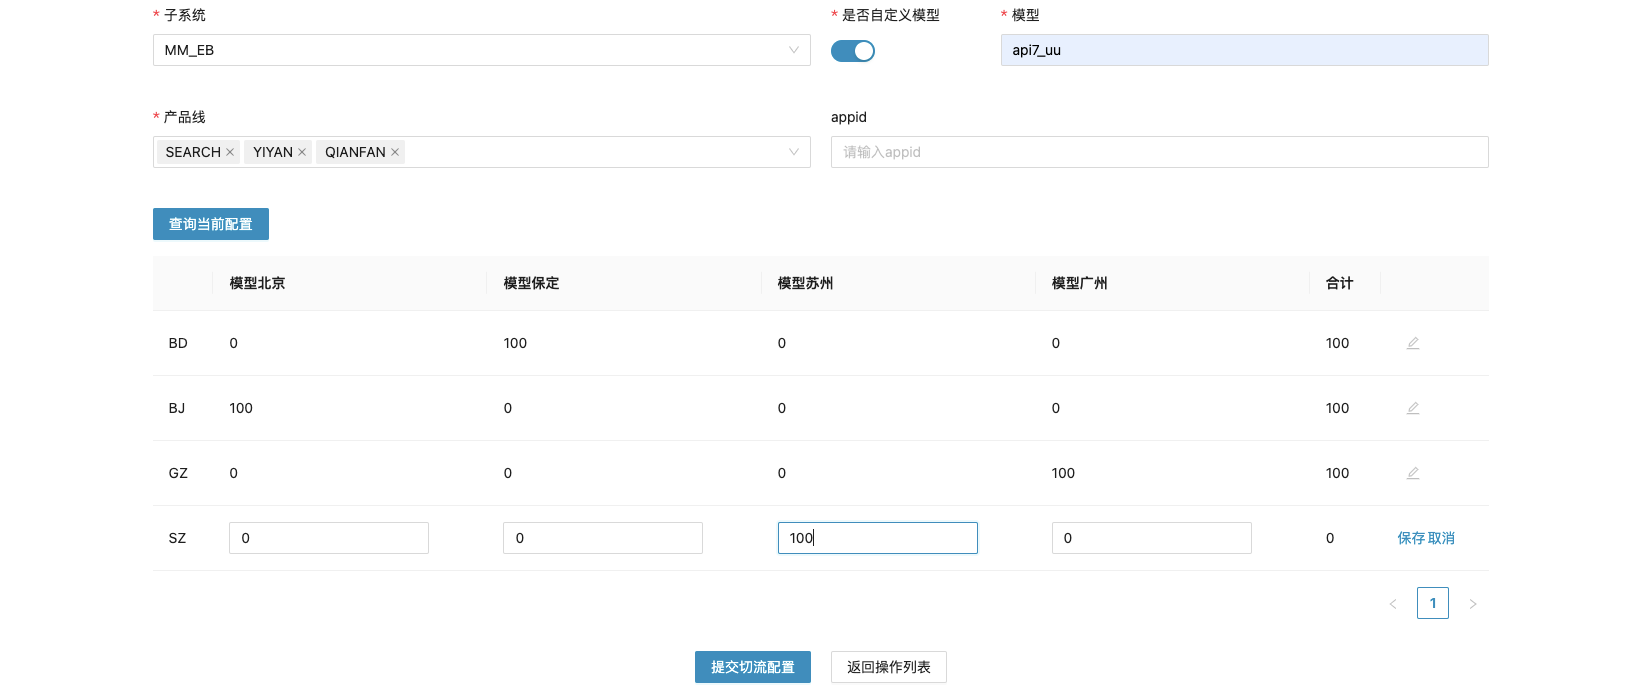 * 子系统 * 是否自定义模型 * 模型
MM_EB api7_uu
* 产品线 appid
SEARCH × YIYAN × QIANFAN × 请输入appid
查询当前配置
模型北京 模型保定 模型苏州 模型广州 合计
BD 0 100 0 0 100
BJ 100 0 0 0 100
GZ 0 0 0 100 100
SZ 0 0 100 0 0 保存 取消
< 1 >
提交切流配置 返回操作列表